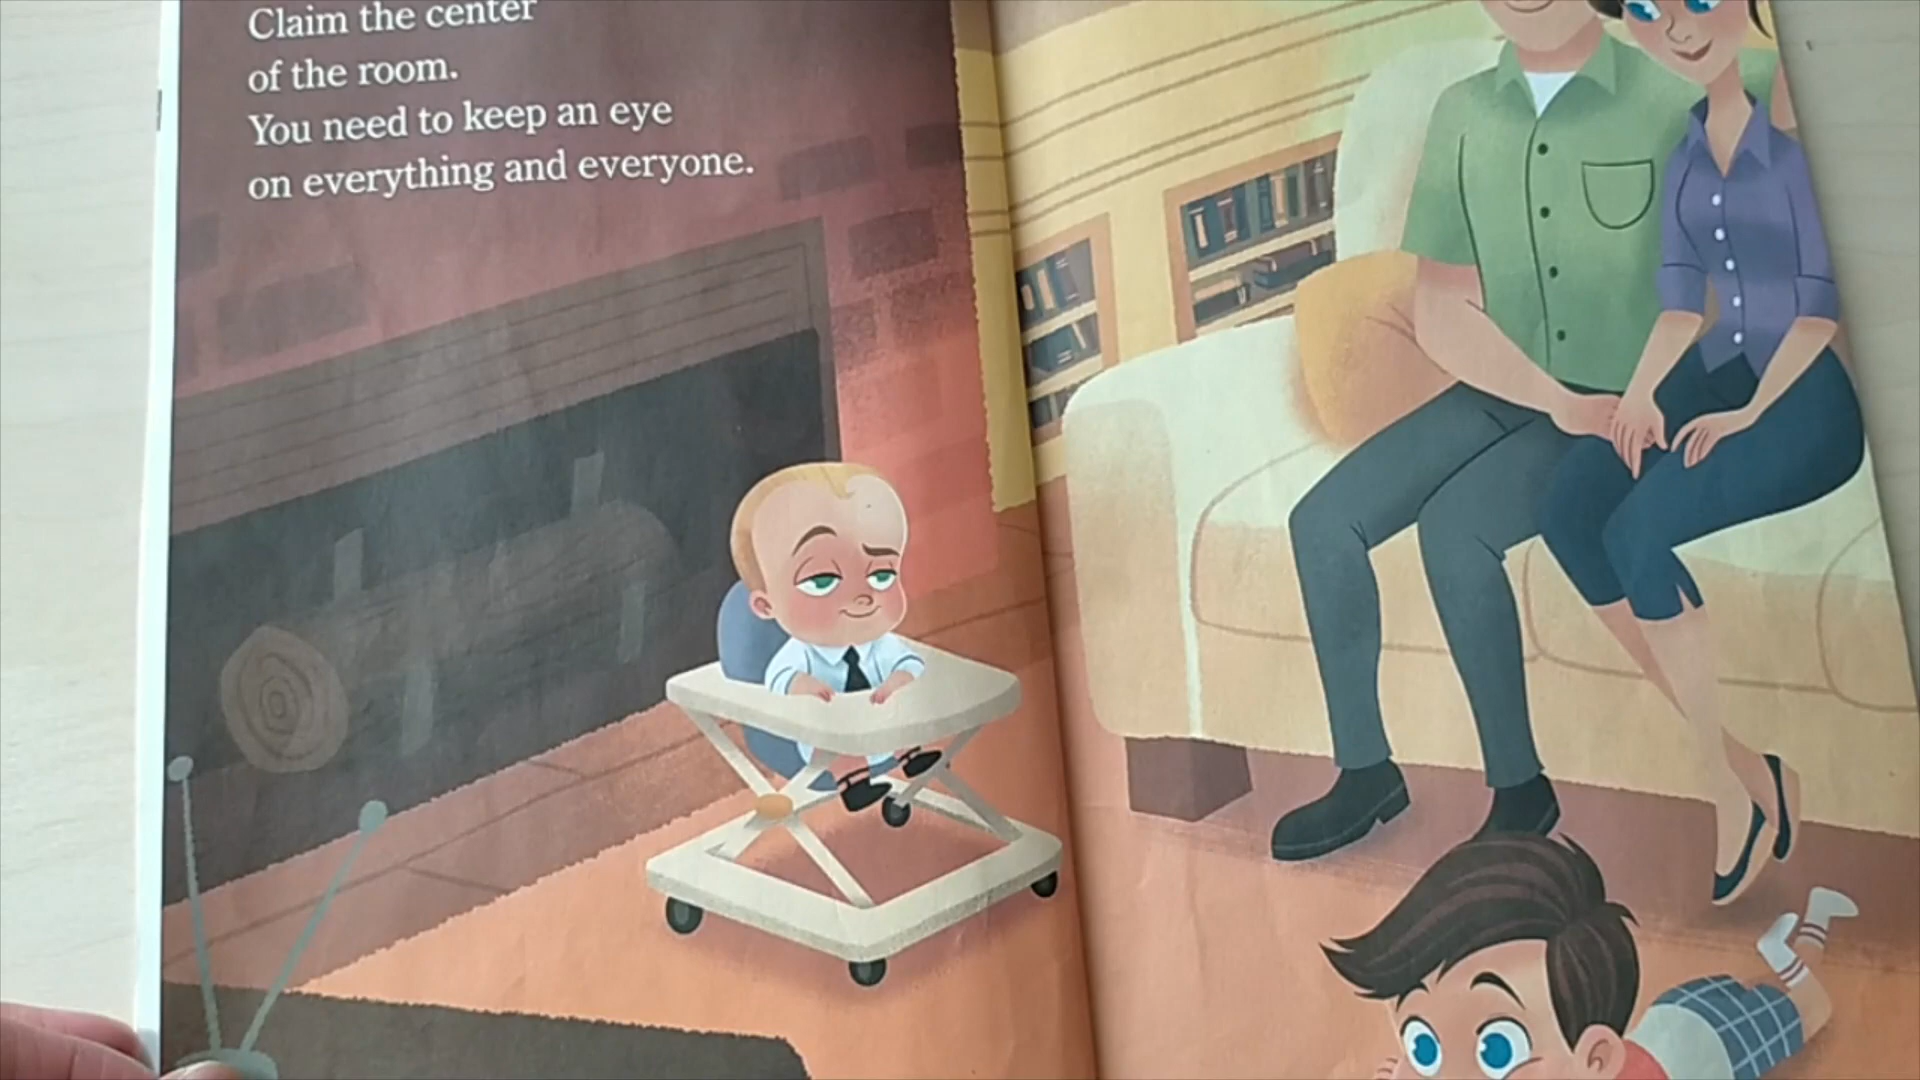 Claim the center
of the room.
You need to keep an eye
on everything and everyone.